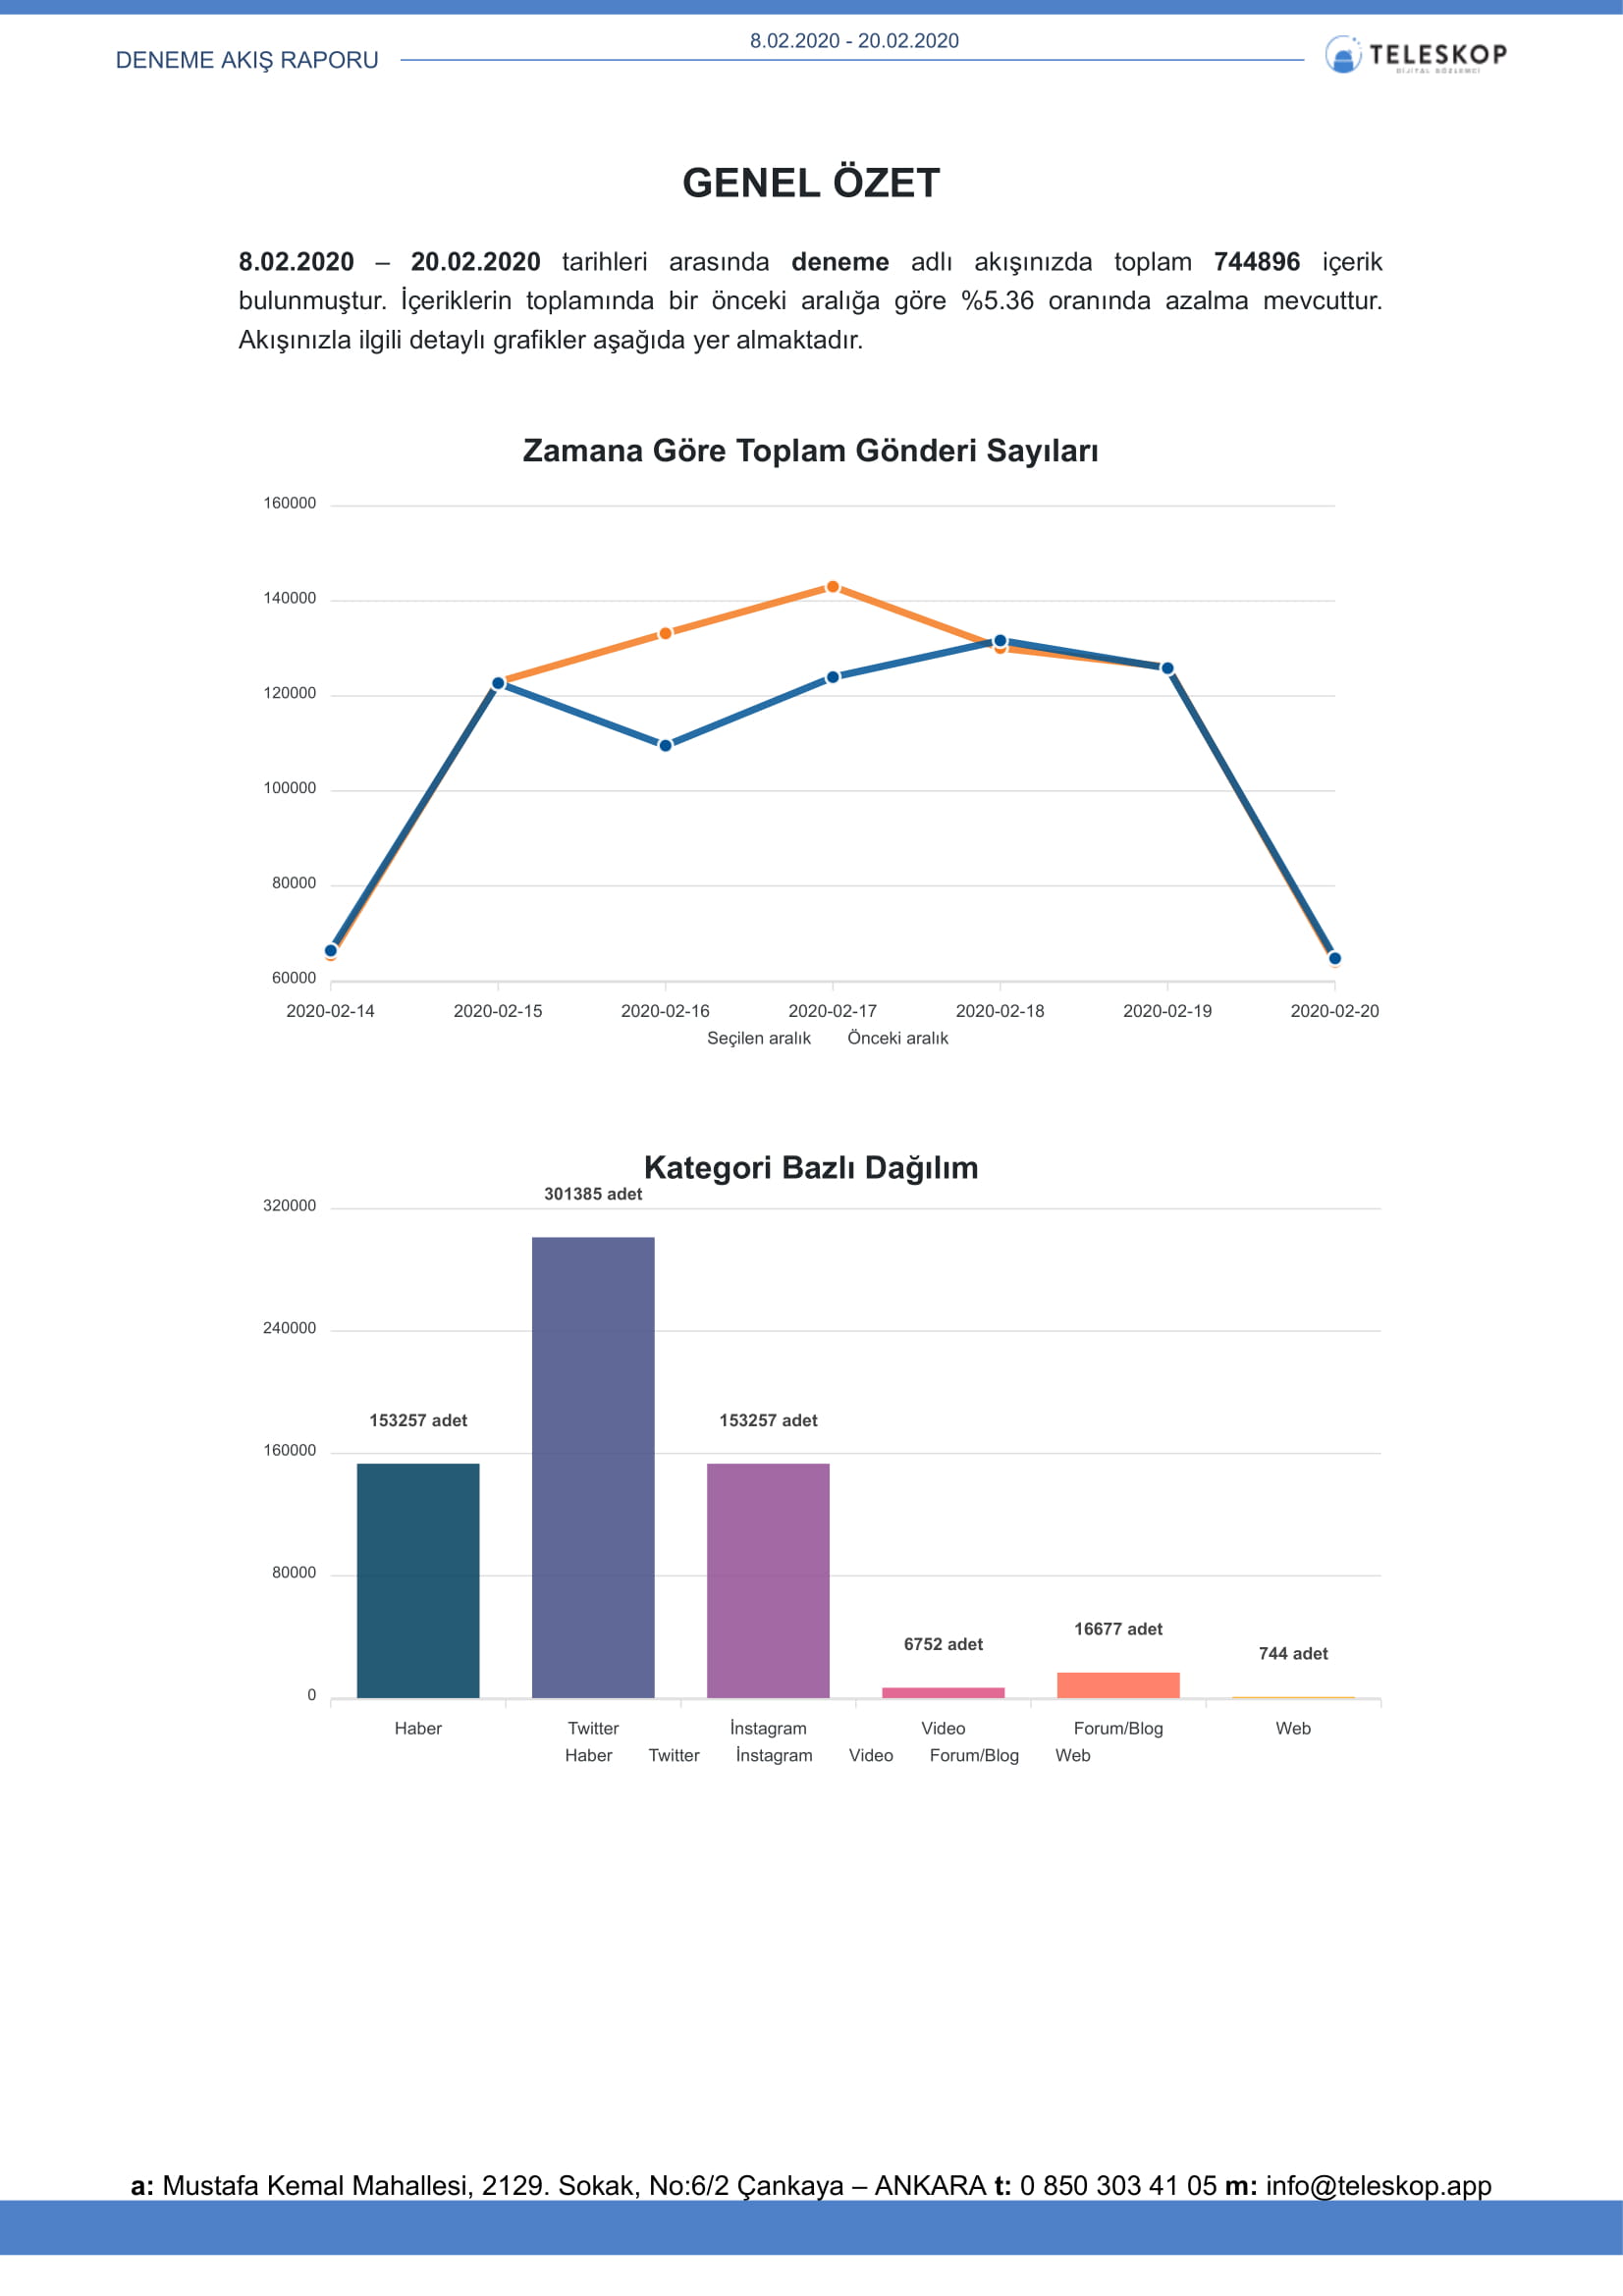 8.02.2020 - 20.02.2020
DENEME AKIŞ RAPORU
TELESKOP
DİJİTAL GÖZLEMCİ
GENEL ÖZET
8.02.2020 – 20.02.2020 tarihleri arasında deneme adlı akışınızda toplam 744896 içerik
bulunmuştur. İçeriklerin toplamında bir önceki aralığa göre %5.36 oranında azalma mevcuttur.
Akışınızla ilgili detaylı grafikler aşağıda yer almaktadır.
Zamana Göre Toplam Gönderi Sayıları
160000
140000
120000
100000
80000
60000
2020-02-14 2020-02-15 2020-02-16 2020-02-17 2020-02-18 2020-02-19 2020-02-20
Seçilen aralık Önceki aralık
Kategori Bazlı Dağılım
301385 adet
320000
240000
153257 adet 153257 adet
160000
80000
16677 adet
6752 adet
744 adet
0
Haber Twitter İnstagram Video Forum/Blog Web
Haber Twitter İnstagram Video Forum/Blog Web
a: Mustafa Kemal Mahallesi, 2129. Sokak, No:6/2 Çankaya – ANKARA t: 0 850 303 41 05 m: info@teleskop.app